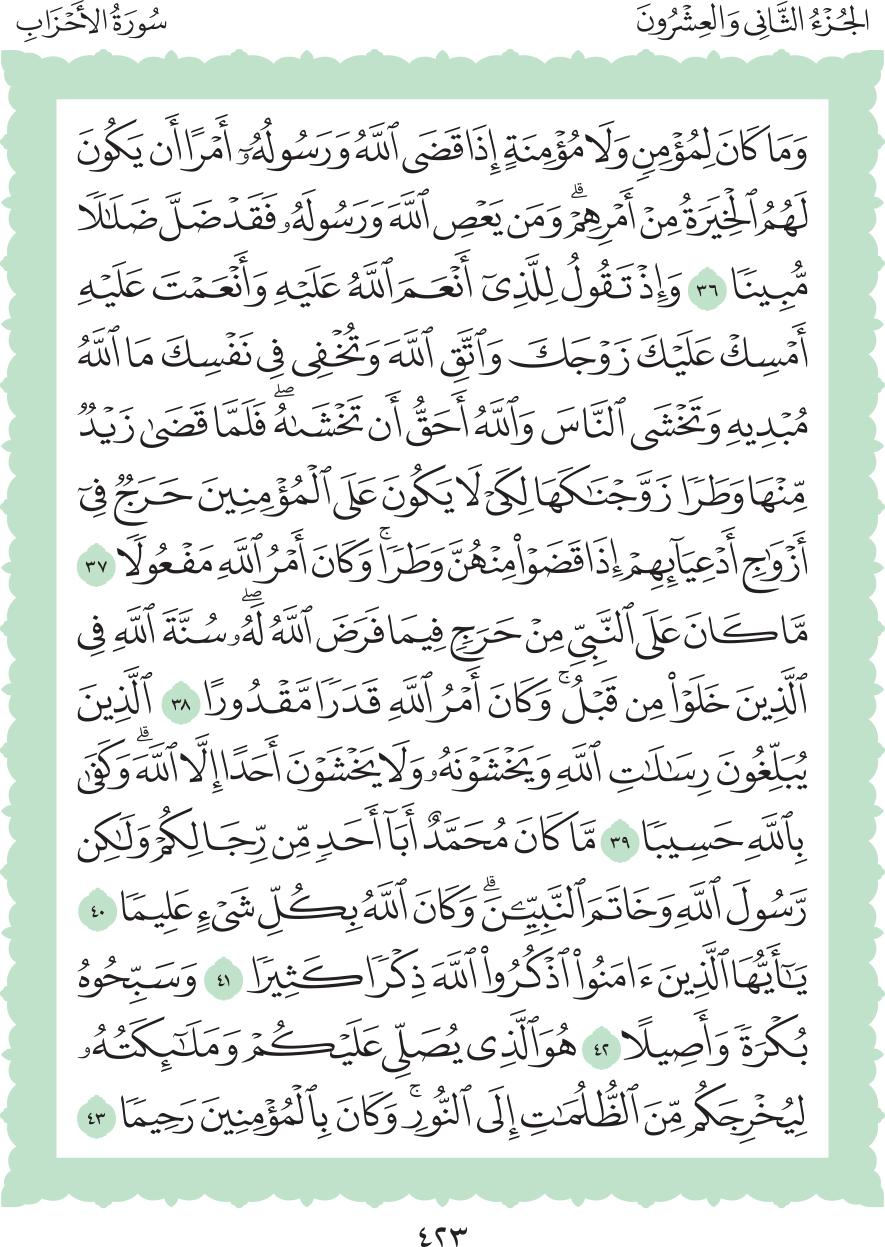 الجُزْءُ الثَّانِي وَالعِشْرُونَ
سُورَةُ الأَحْزَابِ
وَمَا كَانَ لِمُؤْمِنٍ وَلَا مُؤْمِنَةٍ إِذَا قَضَى ٱللَّهُ وَرَسُولُهُۥٓ أَمْرًا أَن يَكُونَ
لَهُمُ ٱلْخِيَرَةُ مِنْ أَمْرِهِمْۗ وَمَن يَعْصِ ٱللَّهَ وَرَسُولَهُۥ فَقَدْ ضَلَّ ضَلَٰلًا
مُّبِينًا ٣٦ وَإِذْ تَقُولُ لِلَّذِىٓ أَنْعَمَ ٱللَّهُ عَلَيْهِ وَأَنْعَمْتَ عَلَيْهِ
أَمْسِكْ عَلَيْكَ زَوْجَكَ وَٱتَّقِ ٱللَّهَ وَتُخْفِى فِى نَفْسِكَ مَا ٱللَّهُ
مُبْدِيهِ وَتَخْشَى ٱلنَّاسَ وَٱللَّهُ أَحَقُّ أَن تَخْشَىٰهُۖ فَلَمَّا قَضَىٰ زَيْدٌ
مِّنْهَا وَطَرًا زَوَّجْنَٰكَهَا لِكَىْ لَا يَكُونَ عَلَى ٱلْمُؤْمِنِينَ حَرَجٌ فِىٓ
أَزْوَٰجِ أَدْعِيَآئِهِمْ إِذَا قَضَوْا۟ مِنْهُنَّ وَطَرًاۚ وَكَانَ أَمْرُ ٱللَّهِ مَفْعُولًا ٣٧
مَّا كَانَ عَلَى ٱلنَّبِىِّ مِنْ حَرَجٍ فِيمَا فَرَضَ ٱللَّهُ لَهُۥۖ سُنَّةَ ٱللَّهِ فِى
ٱلَّذِينَ خَلَوْا۟ مِن قَبْلُۚ وَكَانَ أَمْرُ ٱللَّهِ قَدَرًا مَّقْدُورًا ٣٨ ٱلَّذِينَ
يُبَلِّغُونَ رِسَٰلَٰتِ ٱللَّهِ وَيَخْشَوْنَهُۥ وَلَا يَخْشَوْنَ أَحَدًا إِلَّا ٱللَّهَۗ وَكَفَىٰ
بِٱللَّهِ حَسِيبًا ٣٩ مَّا كَانَ مُحَمَّدٌ أَبَآ أَحَدٍ مِّن رِّجَالِكُمْ وَلَٰكِن
رَّسُولَ ٱللَّهِ وَخَاتَمَ ٱلنَّبِيِّـۧنَۗ وَكَانَ ٱللَّهُ بِكُلِّ شَىْءٍ عَلِيمًا ٤٠
يَٰٓأَيُّهَا ٱلَّذِينَ ءَامَنُوا۟ ٱذْكُرُوا۟ ٱللَّهَ ذِكْرًا كَثِيرًا ٤١ وَسَبِّحُوهُ
بُكْرَةً وَأَصِيلًا ٤٢ هُوَ ٱلَّذِى يُصَلِّى عَلَيْكُمْ وَمَلَٰٓئِكَتُهُۥ
لِيُخْرِجَكُم مِّنَ ٱلظُّلُمَٰتِ إِلَى ٱلنُّورِۚ وَكَانَ بِٱلْمُؤْمِنِينَ رَحِيمًا ٤٣
٤٢٣